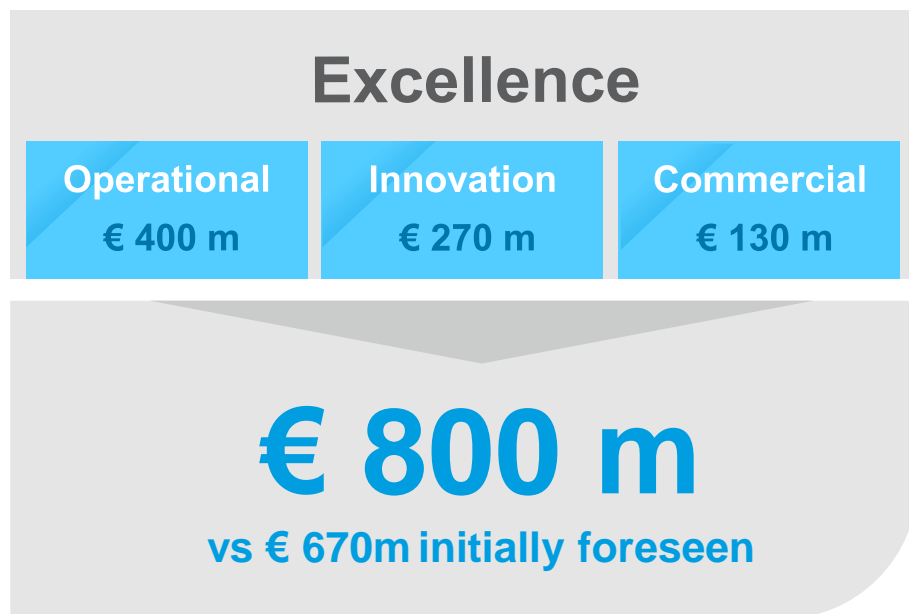 Excellence
Operational
€ 400 m
Innovation
€ 270 m
Commercial
€ 130 m
€ 800 m
vs € 670m initially foreseen